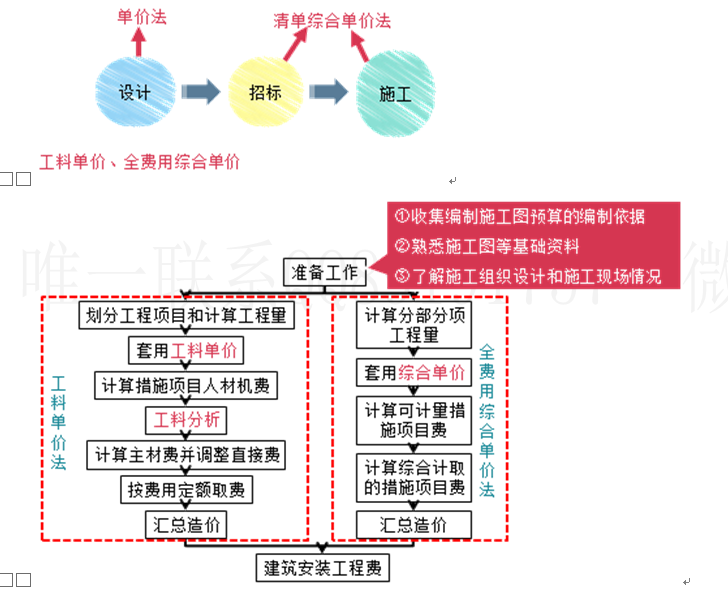 单价法
清单综合单价法
设计
招标
施工
工料单价、全费用综合单价
①收集编制施工图预算的编制依据
②熟悉施工图等基础资料
③了解施工组织设计和施工现场情况
唯一联系
微
准备工作
工料单价法
划分工程项目和计算工程量
套用工料单价
计算措施项目人材机费
工料分析
计算主材费并调整直接费
按费用定额取费
汇总造价
计算分部分项
工程量
套用综合单价
计算可计量措
施项目费
计算综合计取
的措施项目费
汇总造价
全费用综合单价法
建筑安装工程费